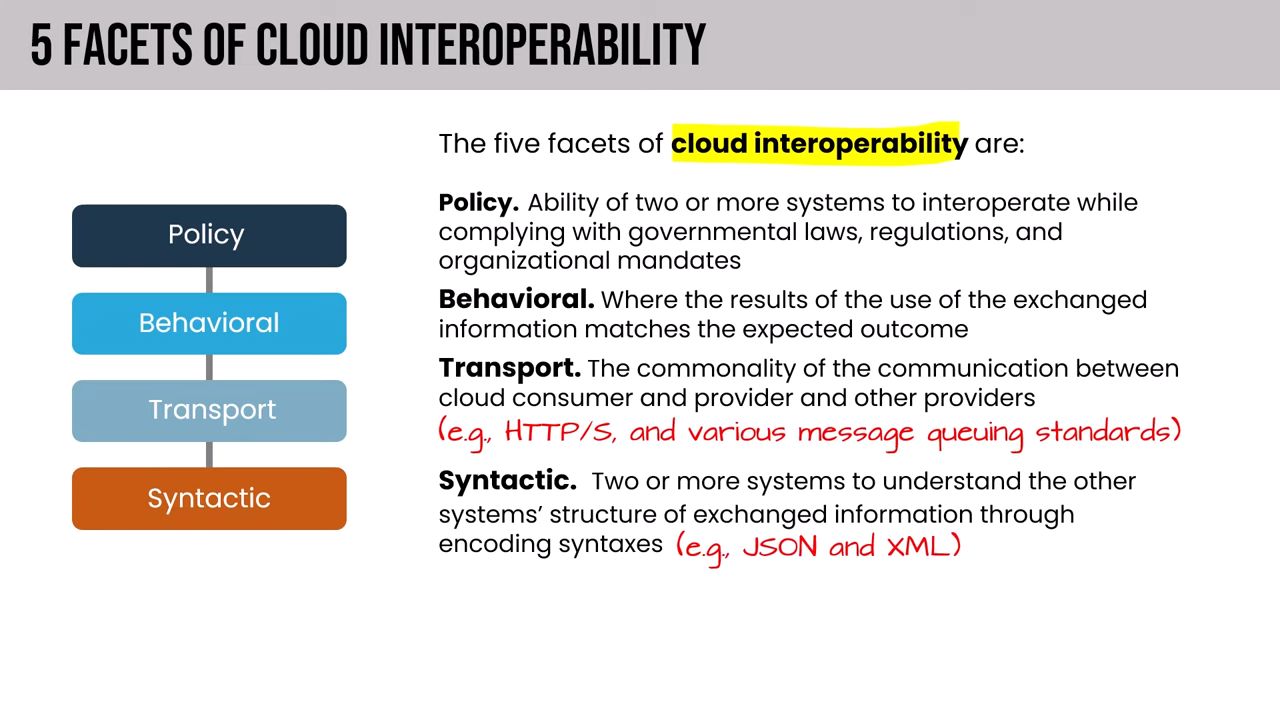 5 FACETS OF CLOUD INTEROPERABILITY
The five facets of cloud interoperability are:
Policy
Behavioral
Transport
Syntactic
Policy. Ability of two or more systems to interoperate while
complying with governmental laws, regulations, and
organizational mandates
Behavioral. Where the results of the use of the exchanged
information matches the expected outcome
Transport. The commonality of the communication between
cloud consumer and provider and other providers
(e.g., HTTP/S, and various message queuing standards)
Syntactic. Two or more systems to understand the other
systems’ structure of exchanged information through
encoding syntaxes (e.g., JSON and XML)